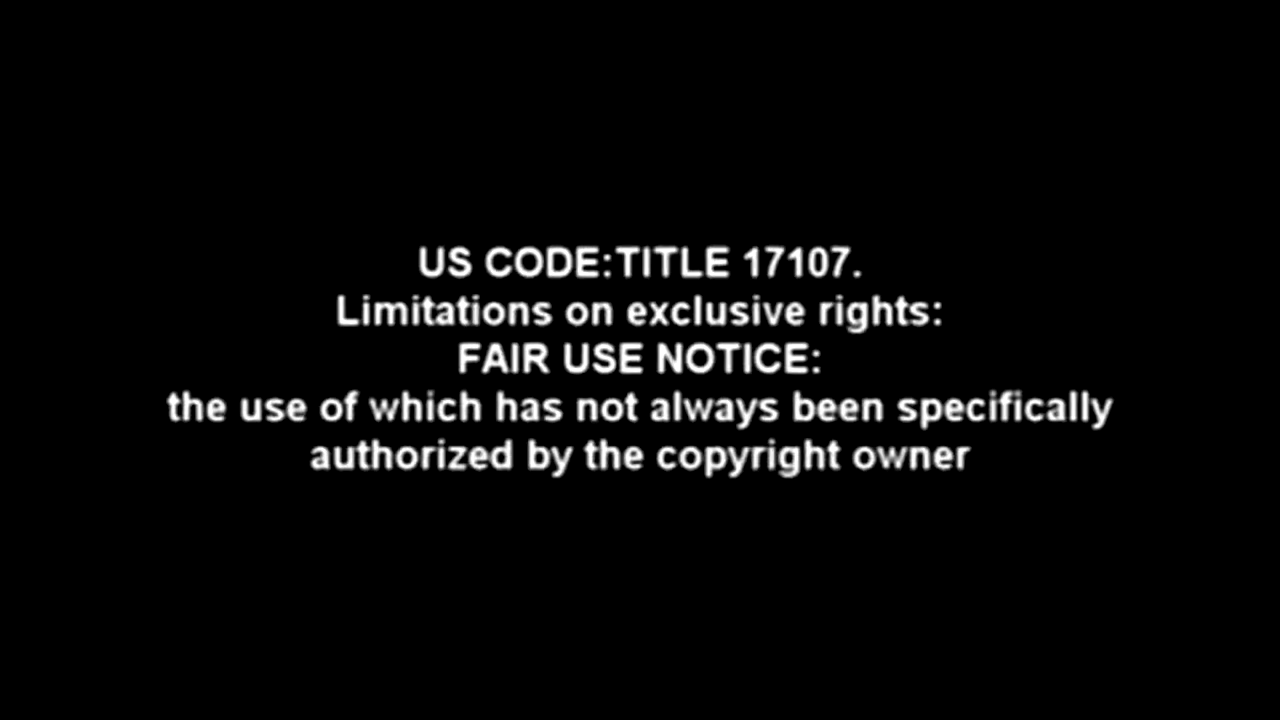 US CODE:TITLE 17107.
Limitations on exclusive rights:
FAIR USE NOTICE:
the use of which has not always been specifically
authorized by the copyright owner